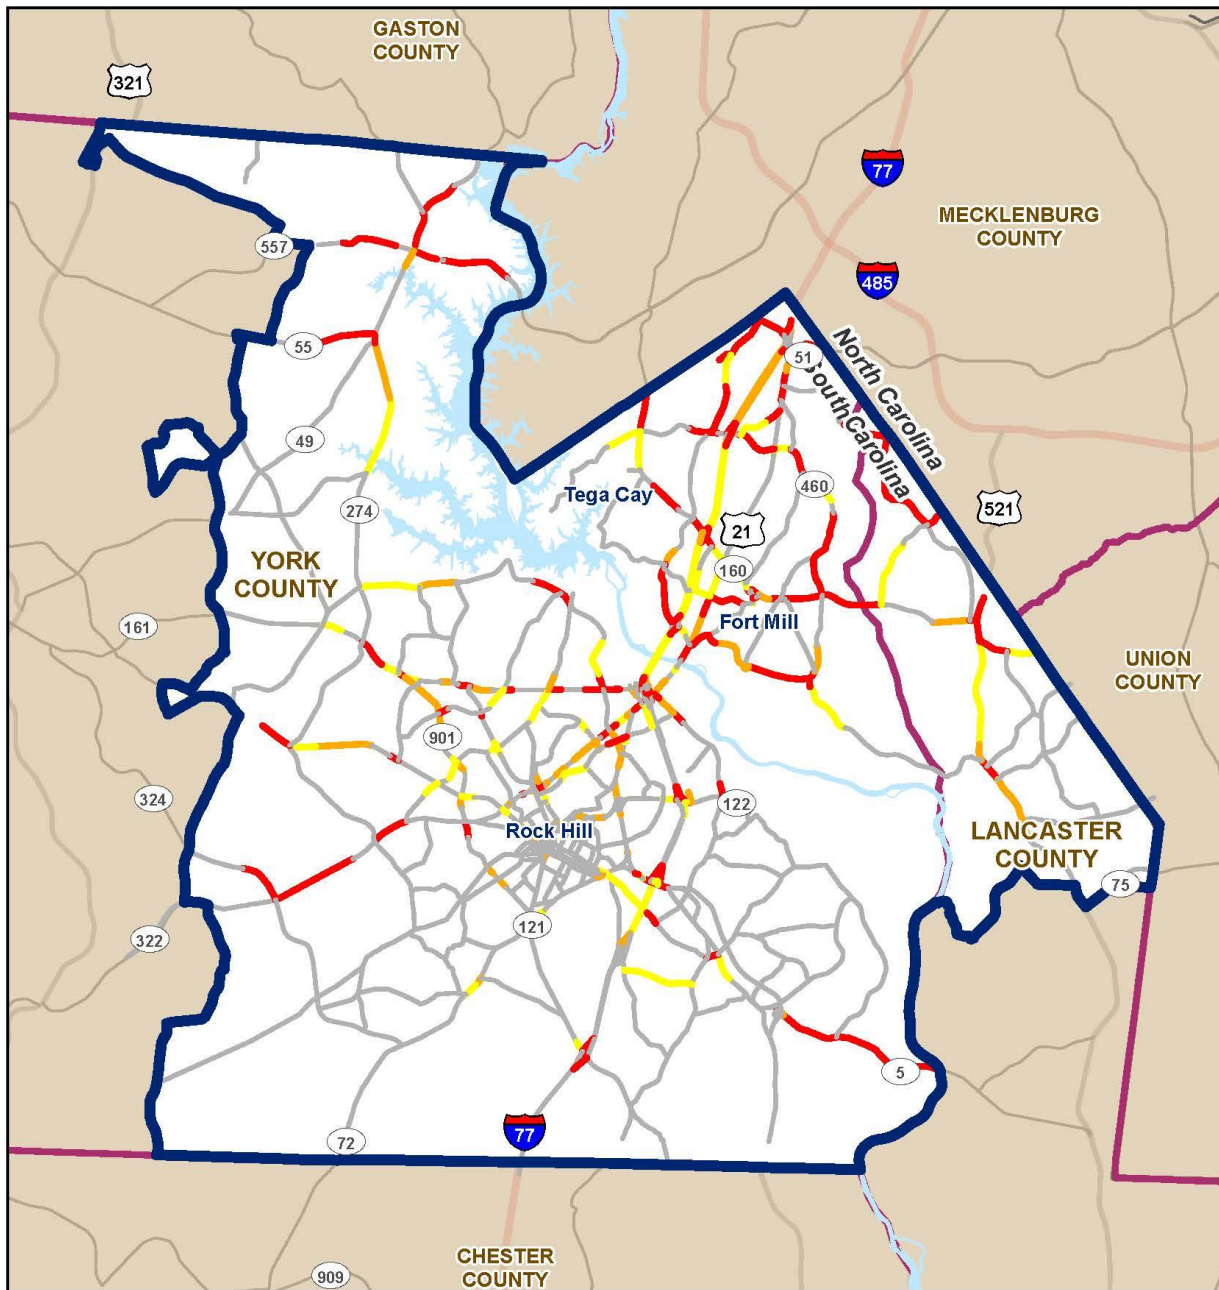 GASTON
COUNTY
321
77
MECKLENBURG
COUNTY
557
485
55
51
North Carolina
South Carolina
49
460
Tega Cay
274
21
521
YORK
COUNTY
160
161
Fort Mill
UNION
COUNTY
901
324
122
Rock Hill
LANCASTER
COUNTY
75
121
322
5
77
72
CHESTER
COUNTY
909